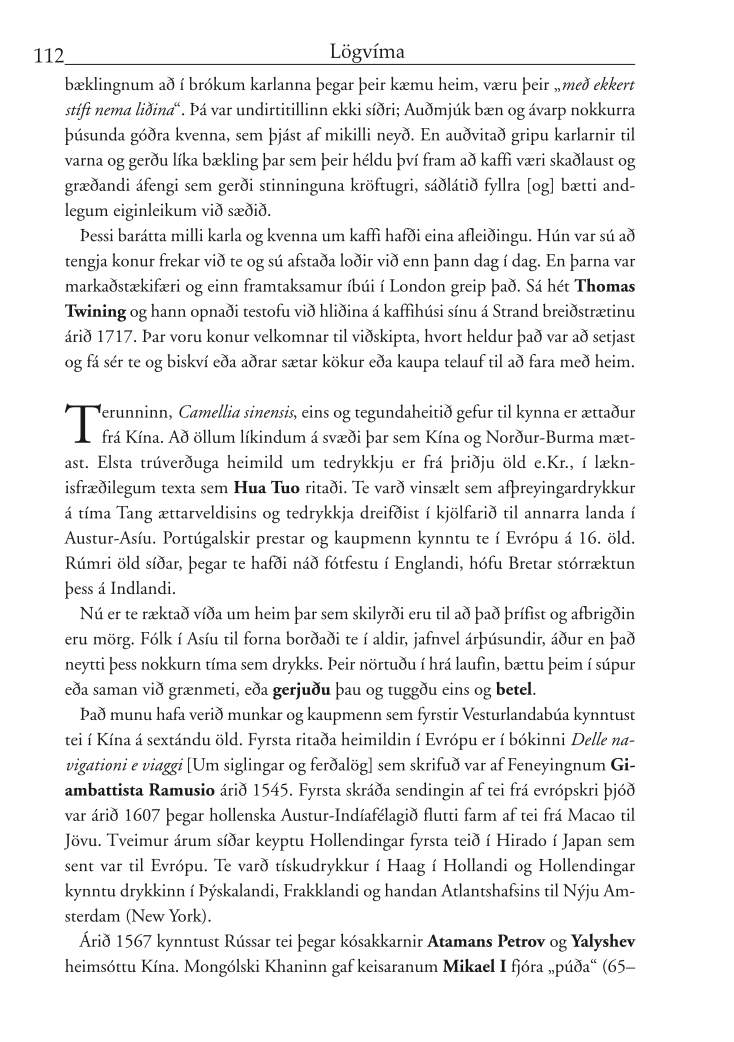 112
Lögvíma
bæklingnum að í brókum karlanna þegar þeir kæmu heim, væru þeir „með ekkert
stíft nema liðina“. Þá var undirtitillinn ekki síðri; Auðmjúk bæn og ávarp nokkurra
þúsunda góðra kvenna, sem þjást af mikilli neyð. En auðvitað gripu karlarnir til
varna og gerðu líka bækling þar sem þeir héldu því fram að kaffi væri skaðlaust og
græðandi áfengi sem gerði stinninguna kröftugri, sáðlátið fyllra [og] bætti and-
legum eiginleikum við sæðið.
Þessi barátta milli karla og kvenna um kaffi hafði eina afleiðingu. Hún var sú að
tengja konur frekar við te og sú afstaða loðir við enn þann dag í dag. En þarna var
markaðstækifæri og einn framtaksamur íbúi í London greip það. Sá hét Thomas
Twining og hann opnaði testofu við hliðina á kaffihúsi sínu á Strand breiðstrætinu
árið 1717. Þar voru konur velkomnar til viðskipta, hvort heldur það var að setjast
og fá sér te og biskví eða aðrar sætar kökur eða kaupa telauf til að fara með heim.
Terunninn, Camellia sinensis, eins og tegundaheitið gefur til kynna er ættaður
frá Kína. Að öllum líkindum á svæði þar sem Kína og Norður-Burma mæt-
ast. Elsta trúverðuga heimild um tedrykkju er frá þriðju öld e.Kr., í lækn-
isfræðilegum texta sem Hua Tuo ritaði. Te varð vinsælt sem afþreyingardrykkur
á tíma Tang ættarveldisins og tedrykkja dreifðist í kjölfarið til annarra landa í
Austur-Asíu. Portúgalskir prestar og kaupmenn kynntu te í Evrópu á 16. öld.
Rúmri öld síðar, þegar te hafði náð fótfestu í Englandi, hófu Bretar stórræktun
þess á Indlandi.
Nú er te ræktað víða um heim þar sem skilyrði eru til að það þrífist og afbrigðin
eru mörg. Fólk í Asíu til forna borðaði te í aldir, jafnvel árþúsundir, áður en það
neytti þess nokkurn tíma sem drykks. Þeir nörtuðu í hrá laufin, bættu þeim í súpur
eða saman við grænmeti, eða gerjuðu þau og tuggðu eins og betel.
Það munu hafa verið munkar og kaupmenn sem fyrstir Vesturlandabúa kynntust
tei í Kína á sextándu öld. Fyrsta ritaða heimildin í Evrópu er í bókinni Delle na-
vigationi e viaggi [Um siglingar og ferðalög] sem skrifuð var af Feneyingnum Gi-
ambattista Ramusio árið 1545. Fyrsta skráða sendingin af tei frá evrópskri þjóð
var árið 1607 þegar hollenska Austur-Indíafélagið flutti farm af tei frá Macao til
Jövu. Tveimur árum síðar keyptu Hollendingar fyrsta teið í Hirado í Japan sem
sent var til Evrópu. Te varð tískudrykkur í Haag í Hollandi og Hollendingar
kynntu drykkinn í Þýskalandi, Frakklandi og handan Atlantshafsins til Nýju Am-
sterdam (New York).
Árið 1567 kynntust Rússar tei þegar kósakkarnir Atamans Petrov og Yalyshev
heimsóttu Kína. Mongólski Khaninn gaf keisaranum Mikael I fjóra „púða“ (65–